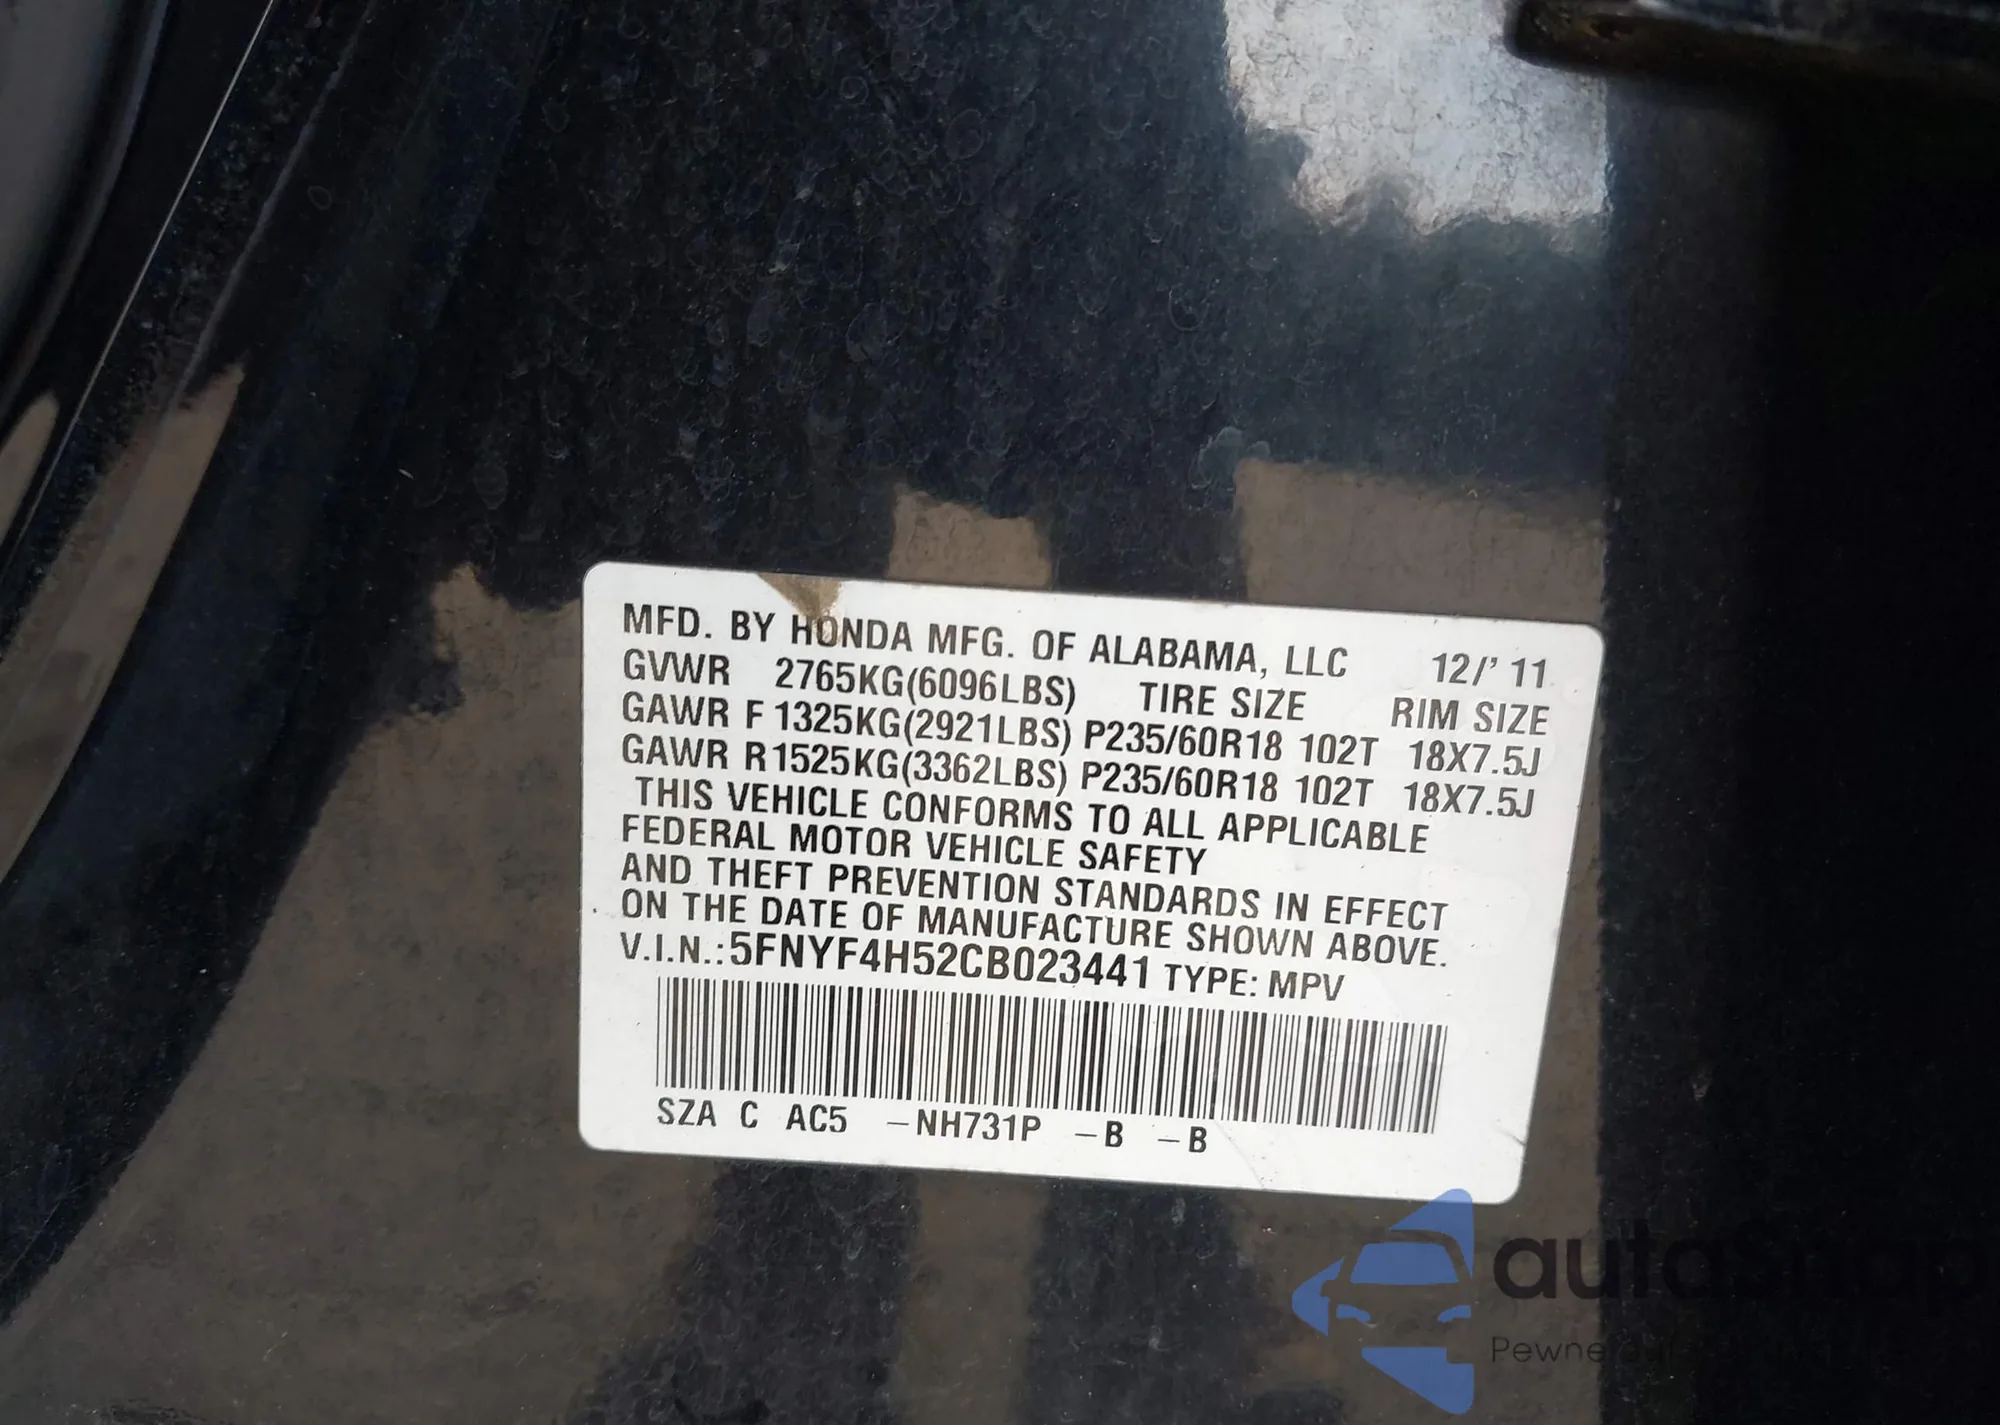 MFD. BY HONDA MFG. OF ALABAMA, LLC 12/' 11
GVWR 2765KG(6096LBS) TIRE SIZE RIM SIZE
GAWR F 1325KG(2921LBS) P235/60R18 102T 18X7.5J
GAWR R1525KG(3362LBS) P235/60R18 102T 18X7.5J
THIS VEHICLE CONFORMS TO ALL APPLICABLE
FEDERAL MOTOR VEHICLE SAFETY
AND THEFT PREVENTION STANDARDS IN EFFECT
ON THE DATE OF MANUFACTURE SHOWN ABOVE.
V.I.N.:5FNYF4H52CB023441 TYPE: MPV
SZA C AC5 -NH731P -B -B
autasnap